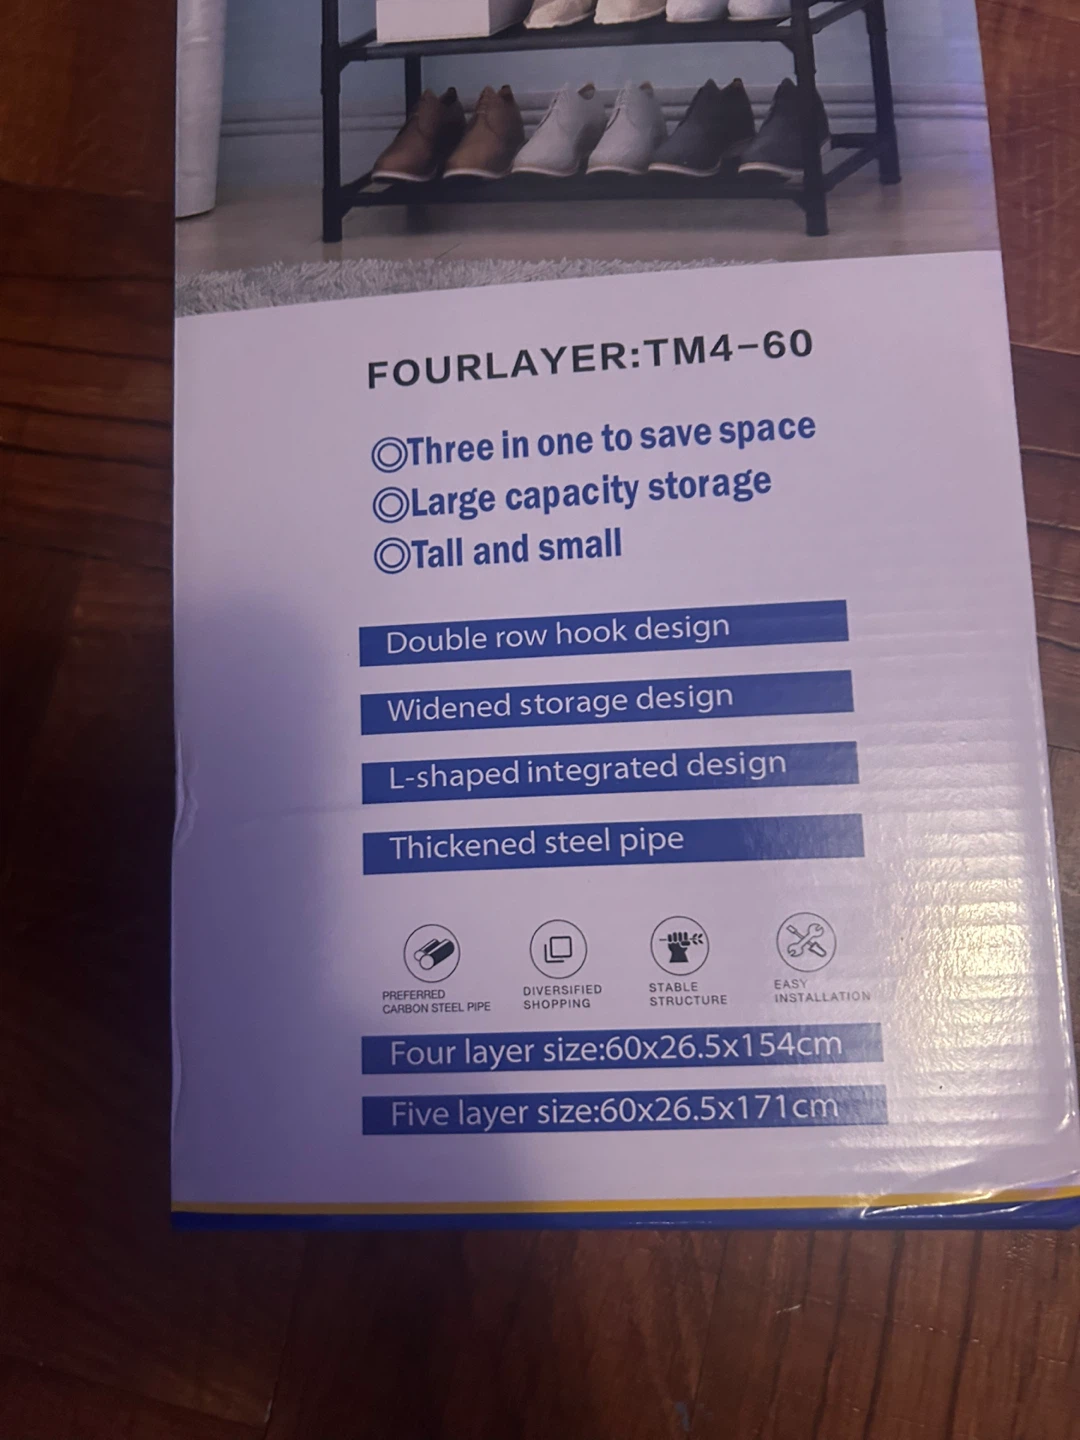 FOURLAYER:TM4-60
◎Three in one to save space
◎Large capacity storage
◎Tall and small
Double row hook design
Widened storage design
L-shaped integrated design
Thickened steel pipe
PREFERRED
CARBON STEEL PIPE
DIVERSIFIED
SHOPPING
STABLE
STRUCTURE
EASY
INSTALLATION
Four layer size:60x26.5x154cm
Five layer size:60x26.5x171cm